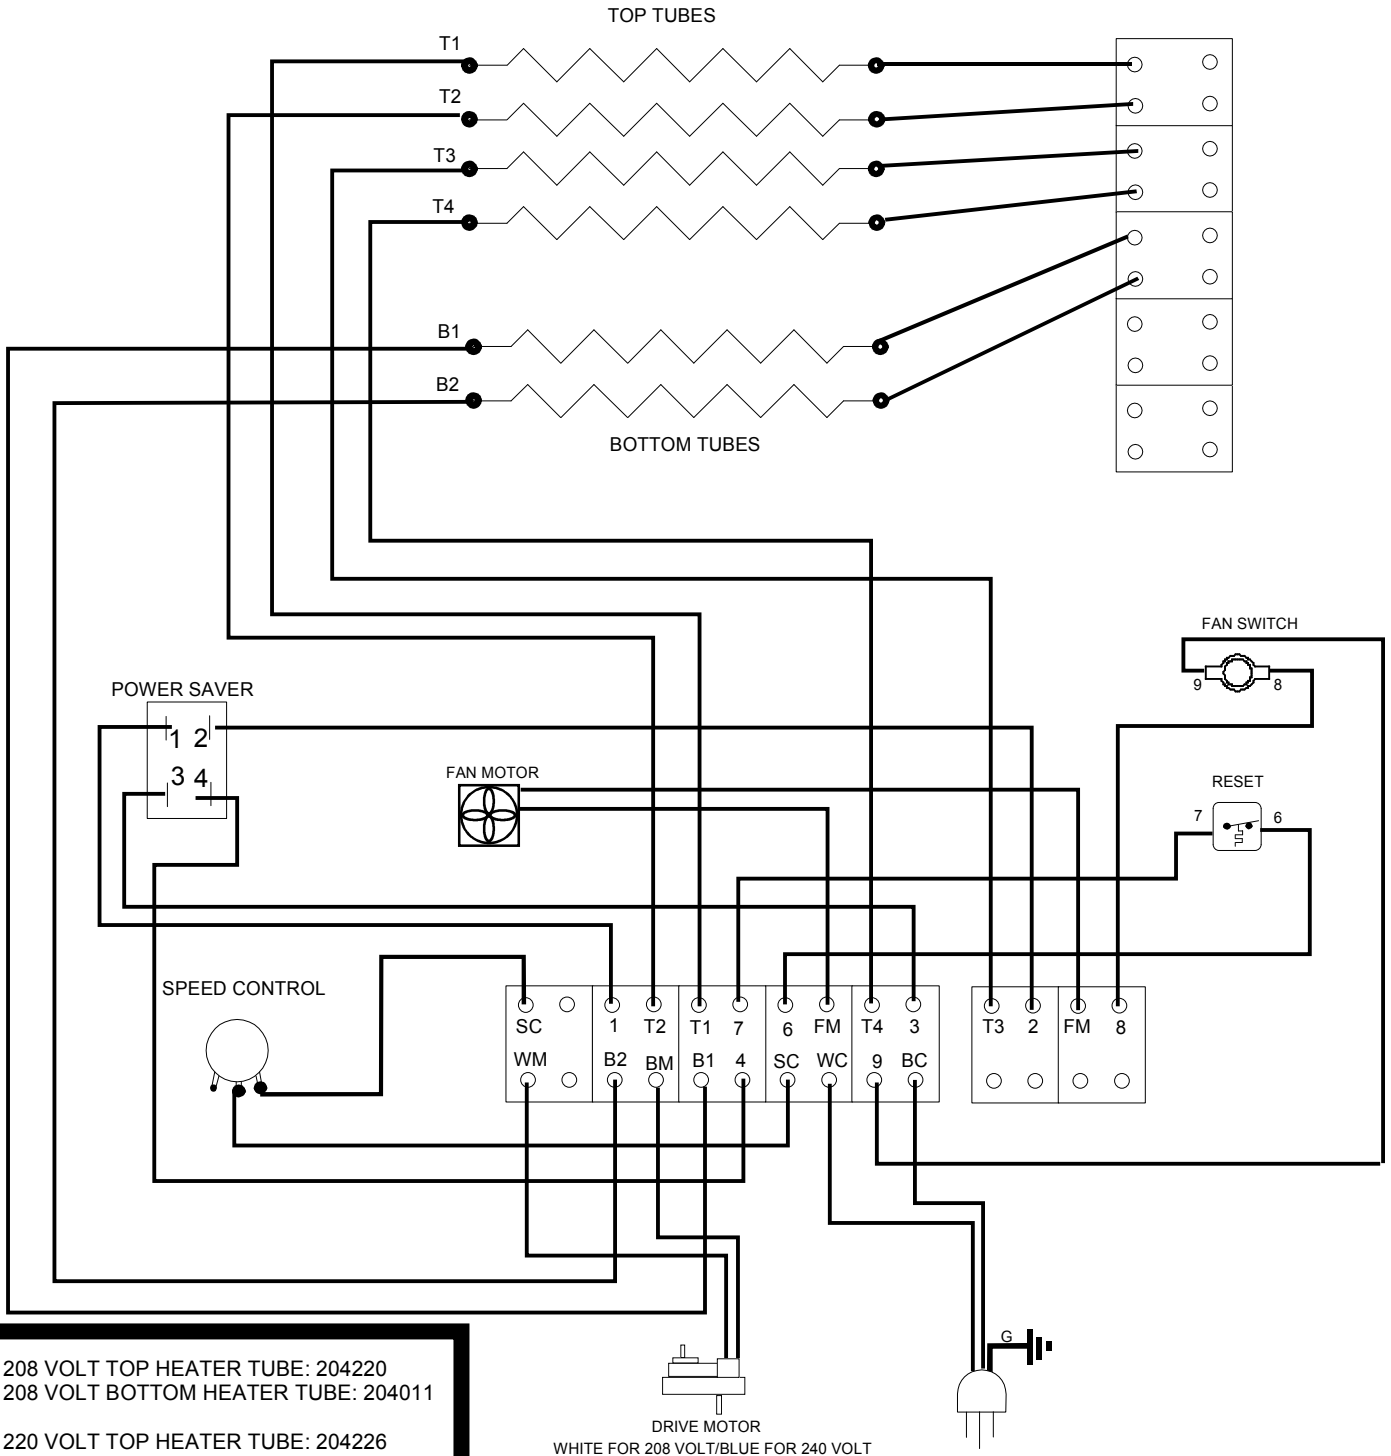 TOP TUBES
T1
T2
T3
T4
B1
B2
BOTTOM TUBES
FAN SWITCH
9 8
POWER SAVER
1 2
3 4
FAN MOTOR
RESET
7 6
SPEED CONTROL
SC 1 T2 T1 7 6 FM T4 3 T3 2 FM 8
WM B2 BM B1 4 SC WC 9 BC
G
208 VOLT TOP HEATER TUBE: 204220
208 VOLT BOTTOM HEATER TUBE: 204011
220 VOLT TOP HEATER TUBE: 204226
DRIVE MOTOR
WHITE FOR 208 VOLT/BLUE FOR 240 VOLT